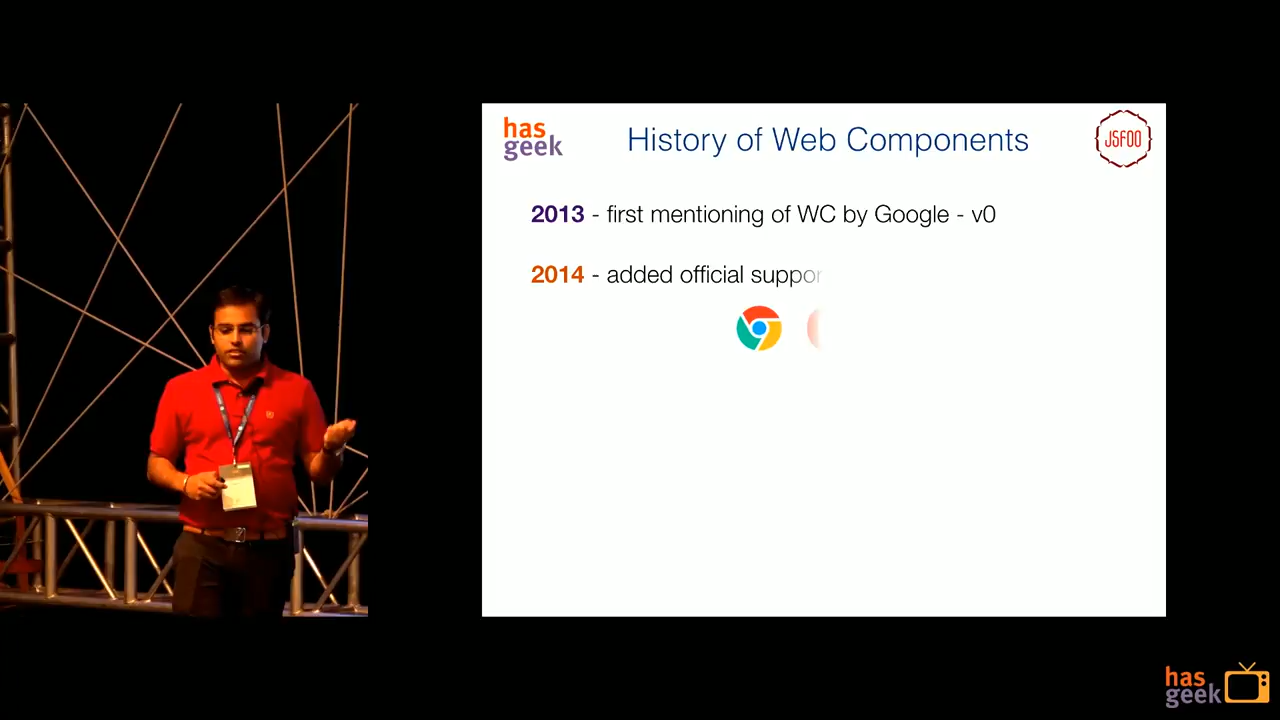 has
geek
History of Web Components
JSFOO
2013 - first mentioning of WC by Google - v0
2014 - added official suppor
has
geek